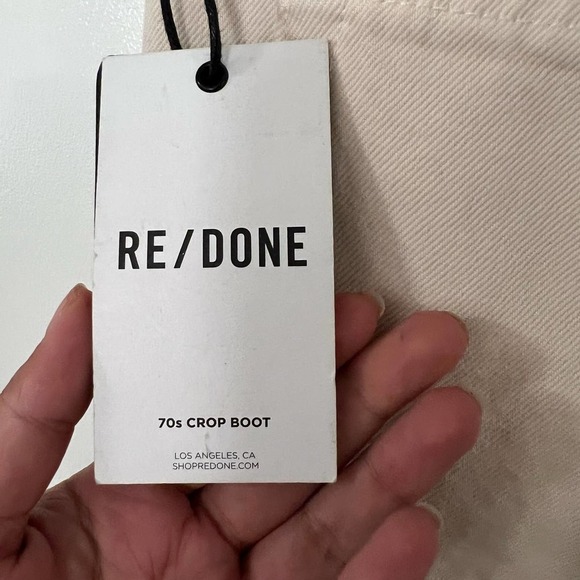 RE/DONE
70s CROP BOOT
LOS ANGELES, CA
SHOPREDONE.COM